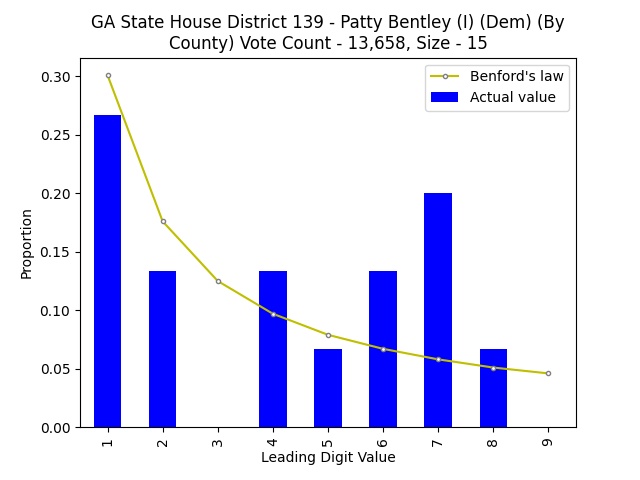 GA State House District 139 - Patty Bentley (I) (Dem) (By
County) Vote Count - 13,658, Size - 15
Benford's law
Actual value
0.30
0.25
0.20
0.15
0.10
0.05
0.00
Proportion
1 2 3 4 5 6 7 8 9
Leading Digit Value